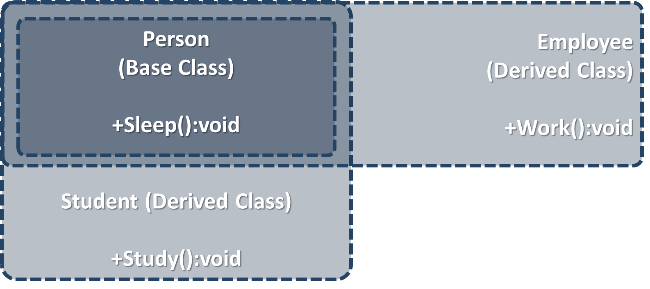 Person
(Base Class)
+Sleep():void
Employee
(Derived Class)
+Work():void
Student (Derived Class)
+Study():void